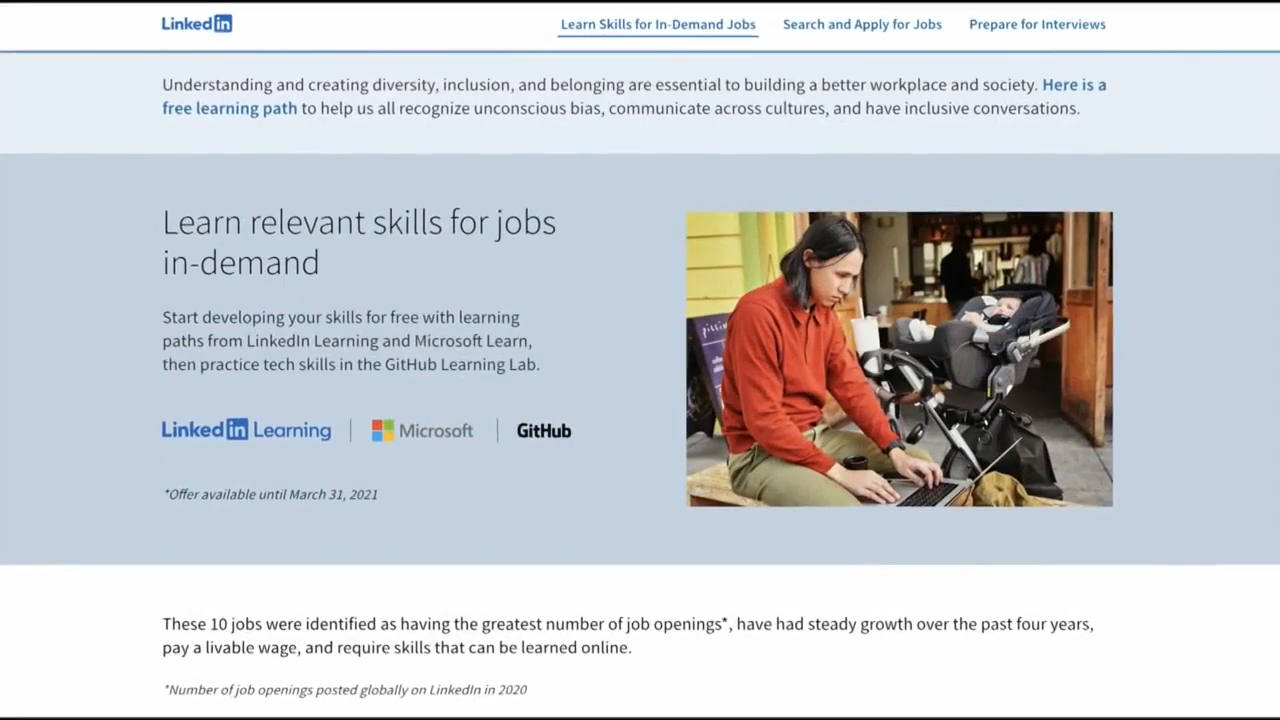 LinkedIn
Learn Skills for In-Demand Jobs
Search and Apply for Jobs
Prepare for Interviews
Understanding and creating diversity, inclusion, and belonging are essential to building a better workplace and society. Here is a
free learning path to help us all recognize unconscious bias, communicate across cultures, and have inclusive conversations.
Learn relevant skills for jobs
in-demand
Start developing your skills for free with learning
paths from LinkedIn Learning and Microsoft Learn,
then practice tech skills in the GitHub Learning Lab.
LinkedIn Learning
Microsoft
GitHub
*Offer available until March 31, 2021
These 10 jobs were identified as having the greatest number of job openings*, have had steady growth over the past four years,
pay a livable wage, and require skills that can be learned online.
*Number of job openings posted globally on LinkedIn in 2020